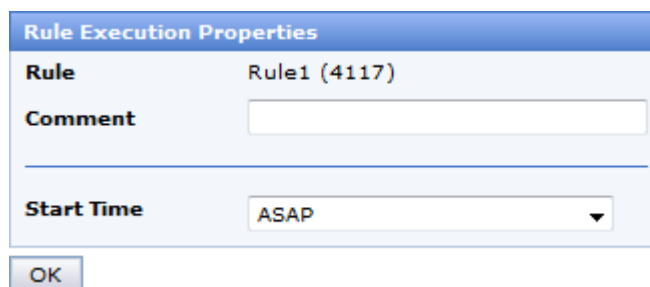 Rule Execution Properties
Rule Rule1 (4117)
Comment
Start Time ASAP
OK